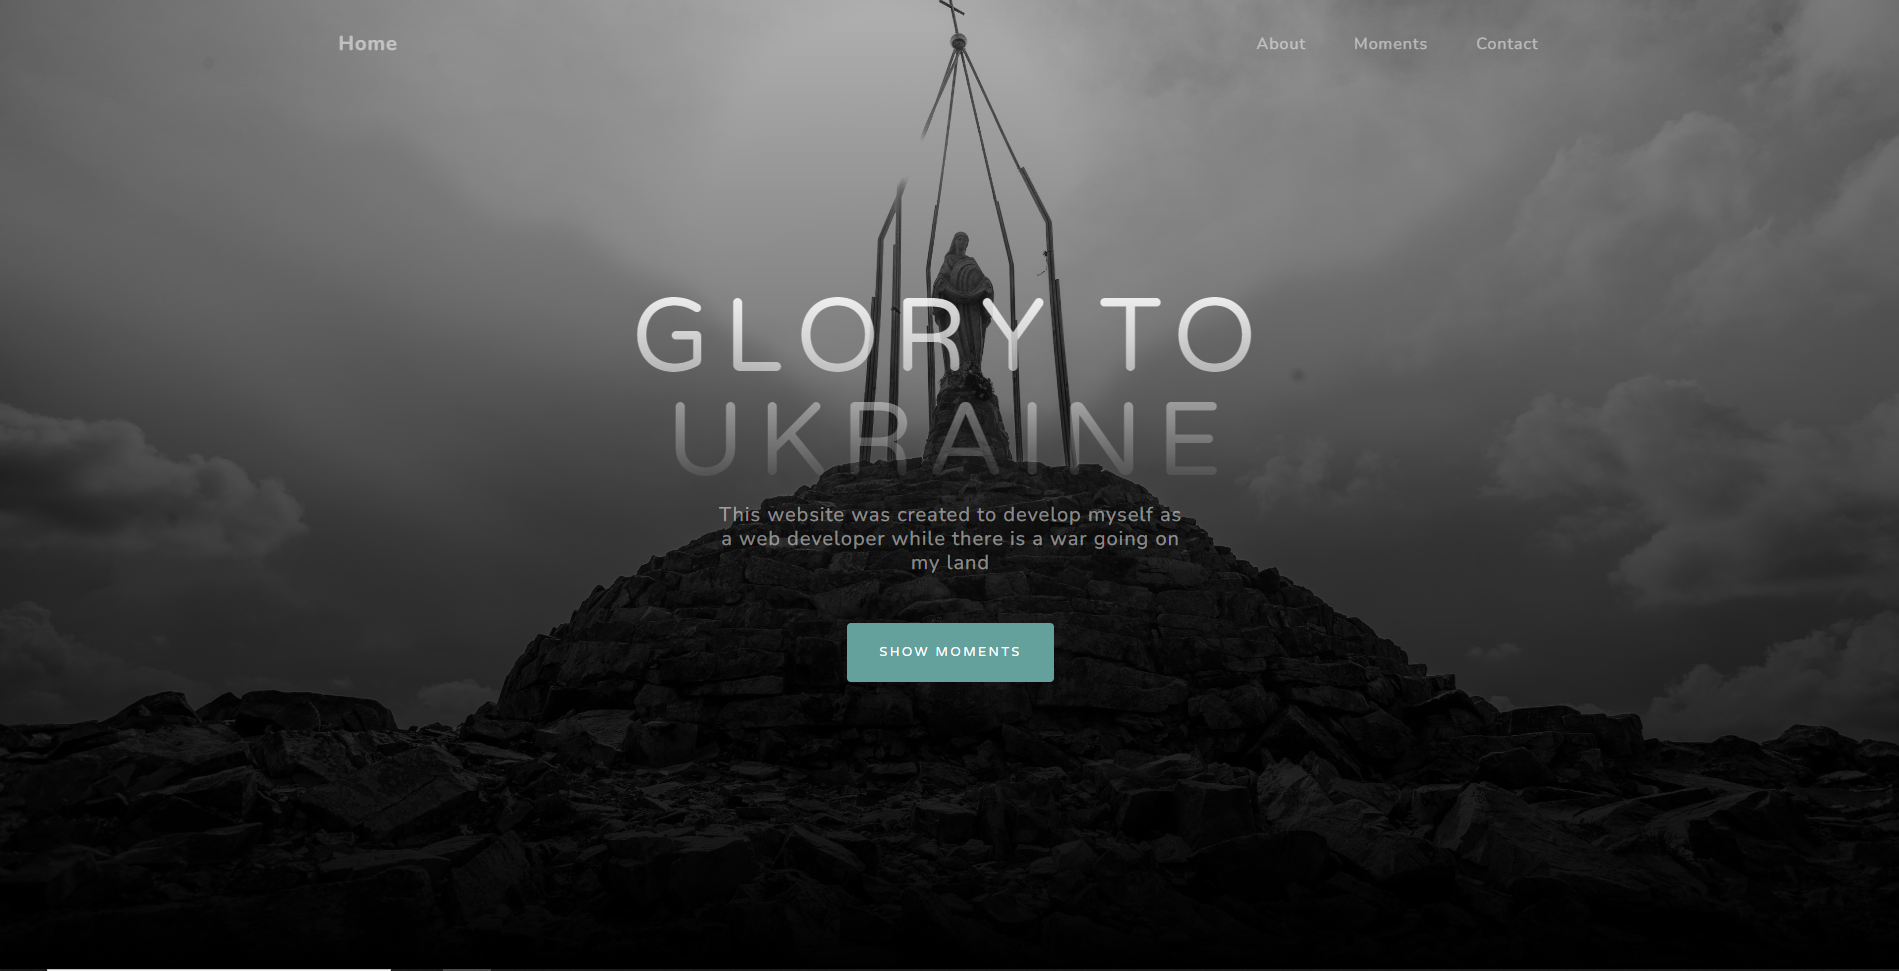 Home
About Moments Contact
GLORY TO
UKRAINE
This website was created to develop myself as
a web developer while there is a war going on
my land
SHOW MOMENTS